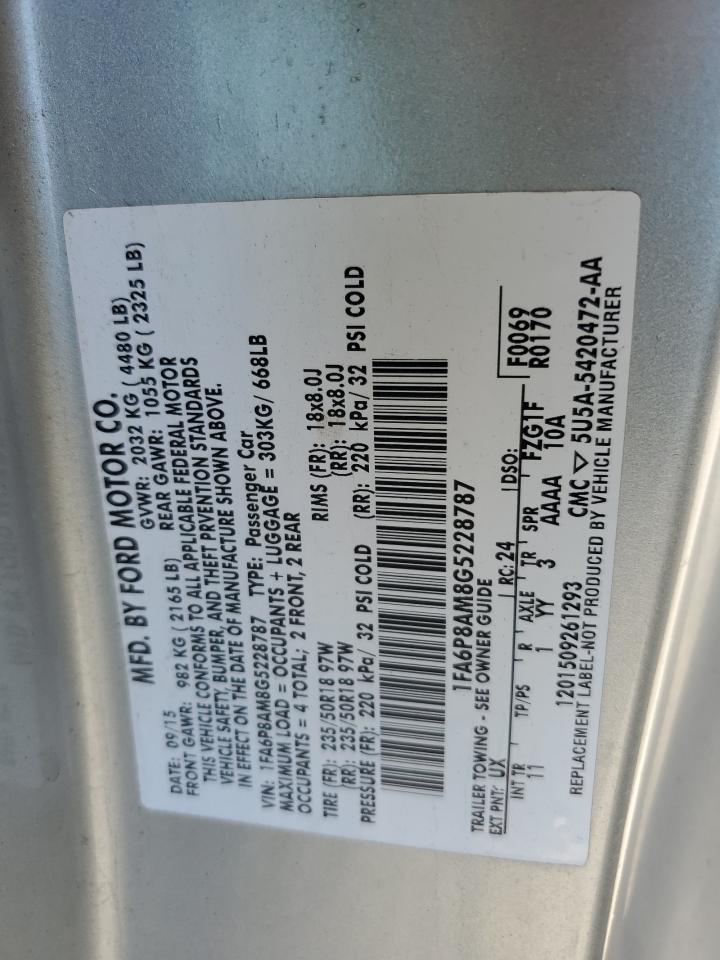 MFD. BY FORD MOTOR CO.
DATE: 09/15 GVWR: 2032 KG ( 4480 LB)
FRONT GAWR: 982 KG ( 2165 LB) REAR GAWR: 1055 KG ( 2325 LB)
THIS VEHICLE CONFORMS TO ALL APPLICABLE FEDERAL MOTOR
VEHICLE SAFETY, BUMPER, AND THEFT PRVENTION STANDARDS
IN EFFECT ON THE DATE OF MANUFACTURE SHOWN ABOVE.
VIN: 1FA6P8AM8G5228787 TYPE: Passenger Car
MAXIMUM LOAD = OCCUPANTS + LUGGAGE = 303KG/ 668LB
OCCUPANTS = 4 TOTAL; 2 FRONT, 2 REAR
TIRE (FR): 235/50R18 97W RIMS (FR): 18x8.0J
(RR): 235/50R18 97W (RR): 18x8.0J
PRESSURE (FR): 220 kPa/ 32 PSI COLD (RR): 220 kPa/ 32 PSI COLD
1FA6P8AM8G5228787
TRAILER TOWING - SEE OWNER GUIDE
EXT PNT: UX RC: 24 DSO: F0069
INT TR TP/PS R AXLE TR SPR FZG1F R0170
11 1 YY 3 AAAA 10A
1201509261293 CMC ▽ 5U5A-5420472-AA
REPLACEMENT LABEL-NOT PRODUCED BY VEHICLE MANUFACTURER